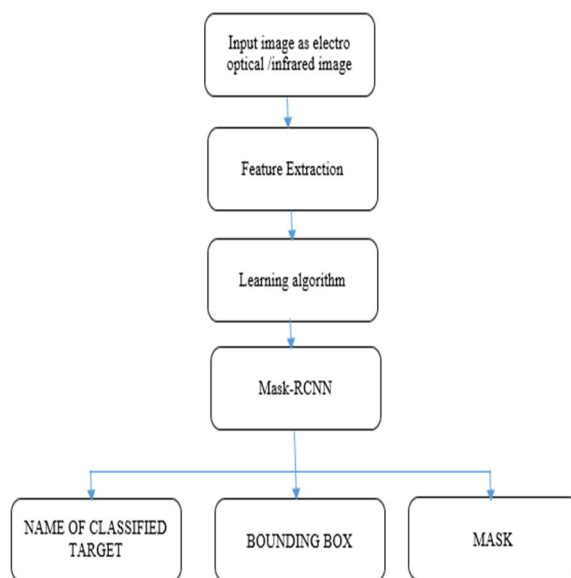 Input image as electro
optical /infrared image
Feature Extraction
Learning algorithm
Mask-RCNN
NAME OF CLASSIFIED
TARGET
BOUNDING BOX
MASK